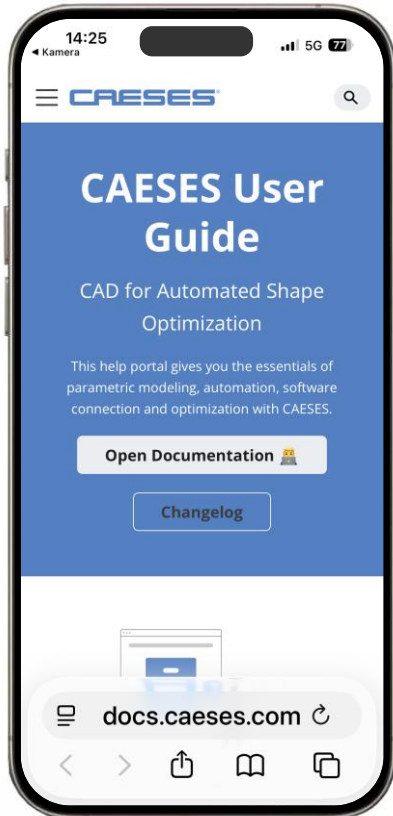 14:25
◀ Kamera
5G 77
CAESES®
CAESES User
Guide
CAD for Automated Shape
Optimization
This help portal gives you the essentials of
parametric modeling, automation, software
connection and optimization with CAESES.
Open Documentation 🧑‍💻
Changelog
docs.caeses.com